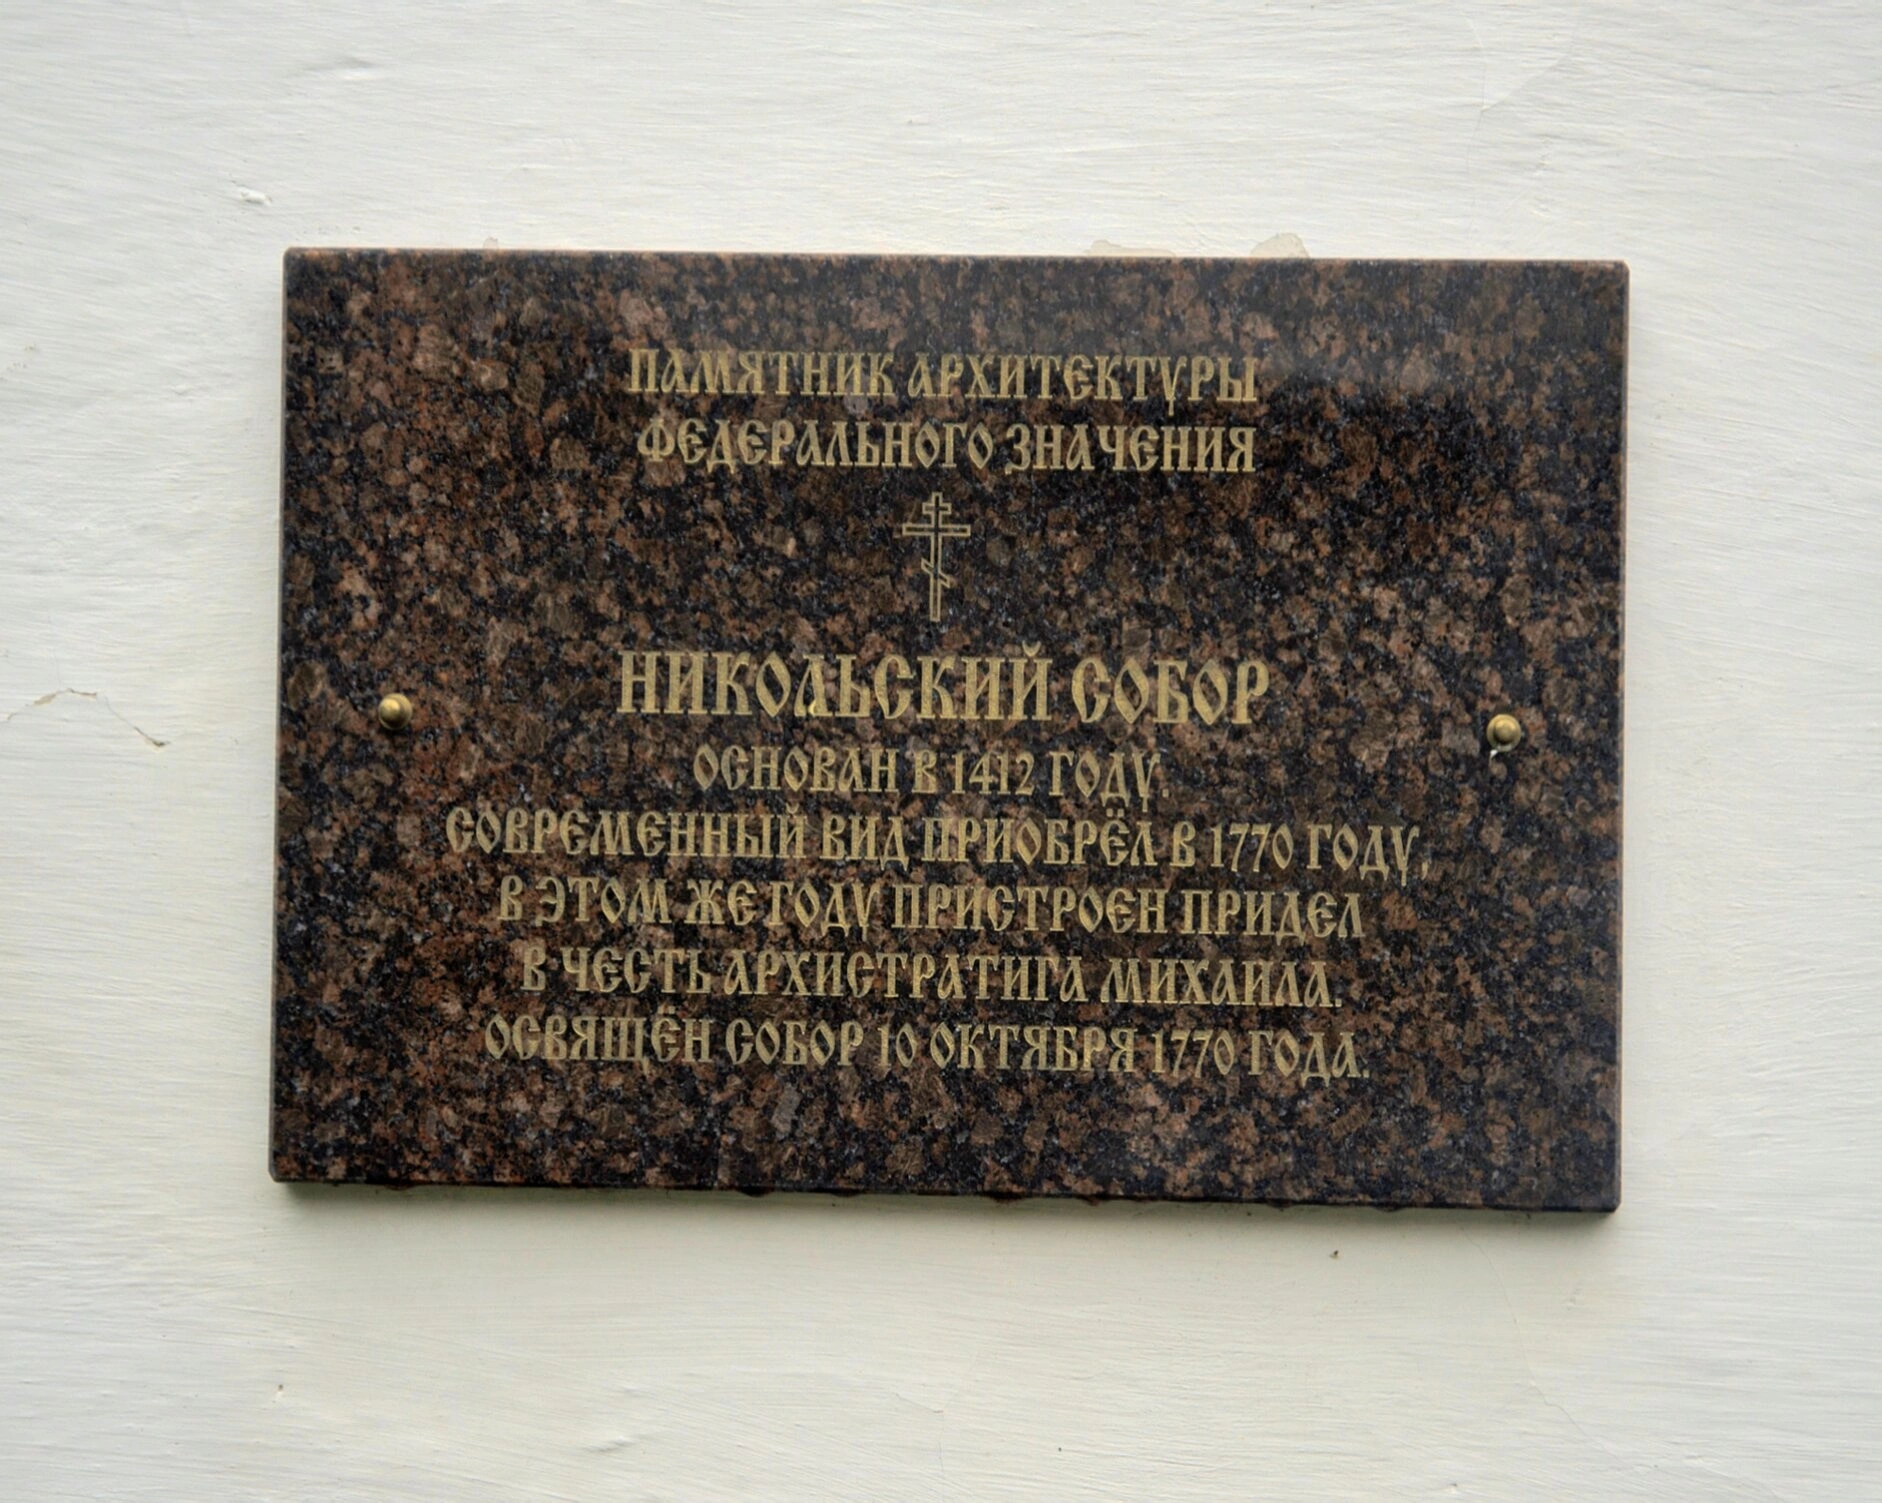 ПАМЯТНИК АРХИТЕКТУРЫ
ФЕДЕРАЛЬНОГО ЗНАЧЕНИЯ
НИКОЛЬСКИЙ СОБОР
ОСНОВАН В 1412 ГОДУ.
СОВРЕМЕННЫЙ ВИД ПРИОБРЁЛ В 1770 ГОДУ,
В ЭТОМ ЖЕ ГОДУ ПРИСТРОЕН ПРИДЕЛ
В ЧЕСТЬ АРХИСТРАТИГА МИХАИЛА.
ОСВЯЩЁН СОБОР 10 ОКТЯБРЯ 1770 ГОДА.